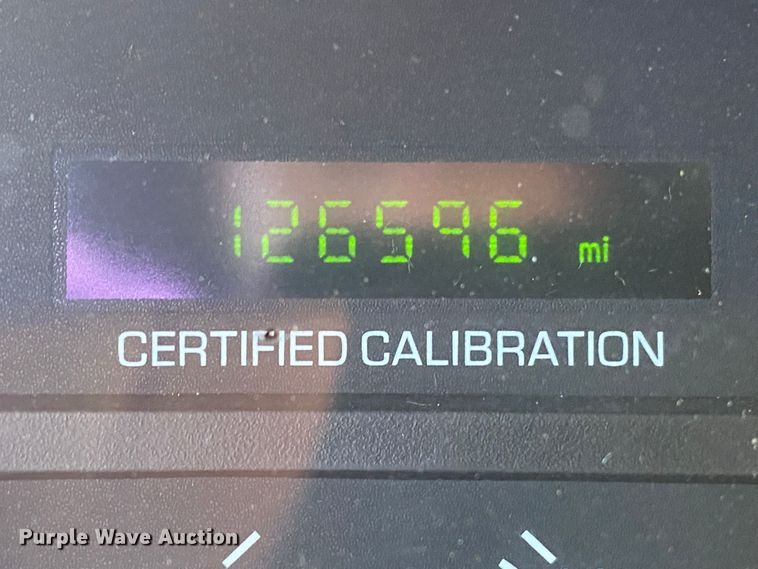 126596 mi
CERTIFIED CALIBRATION
Purple Wave Auction